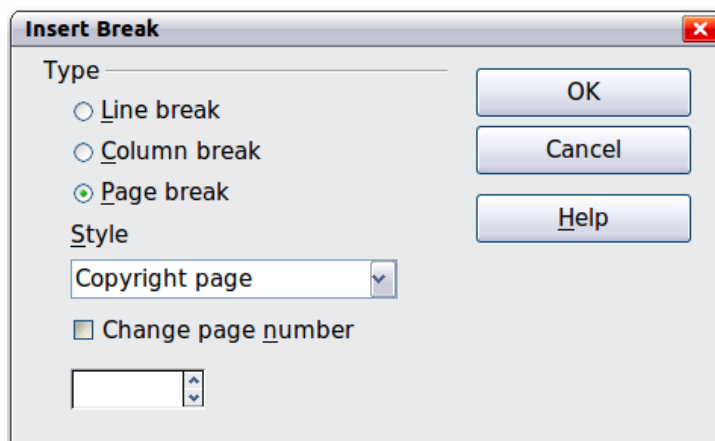 Insert Break
Type
Line break
Column break
Page break
Style
Copyright page
Change page number
OK
Cancel
Help